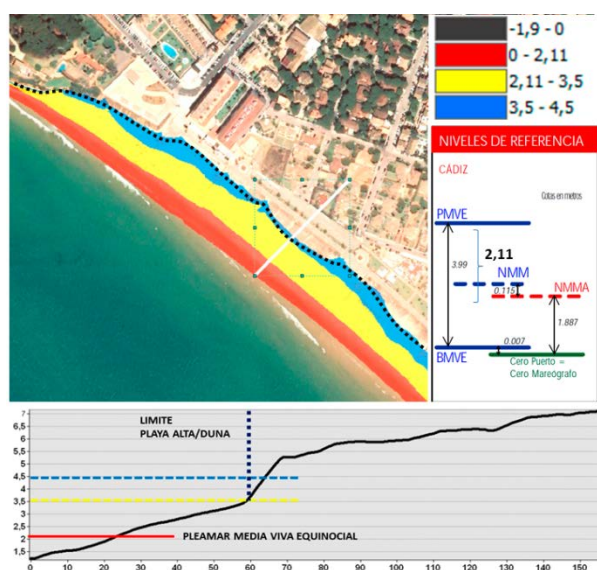 -1,9 - 0
0 - 2,11
2,11 - 3,5
3,5 - 4,5
NIVELES DE REFERENCIA
CÁDIZ
Cotas en metros
PMVE
2,11
3.99
NMM
NMMA
0.115
1.887
0.007
BMVE
Cero Puerto =
Cero Mareógrafo
7
6,5
6
5,5
5
4,5
4
3,5
3
2,5
2
1,5
LIMITE
PLAYA ALTA/DUNA
PLEAMAR MEDIA VIVA EQUINOCIAL
0 10 20 30 40 50 60 70 80 90 100 110 120 130 140 150